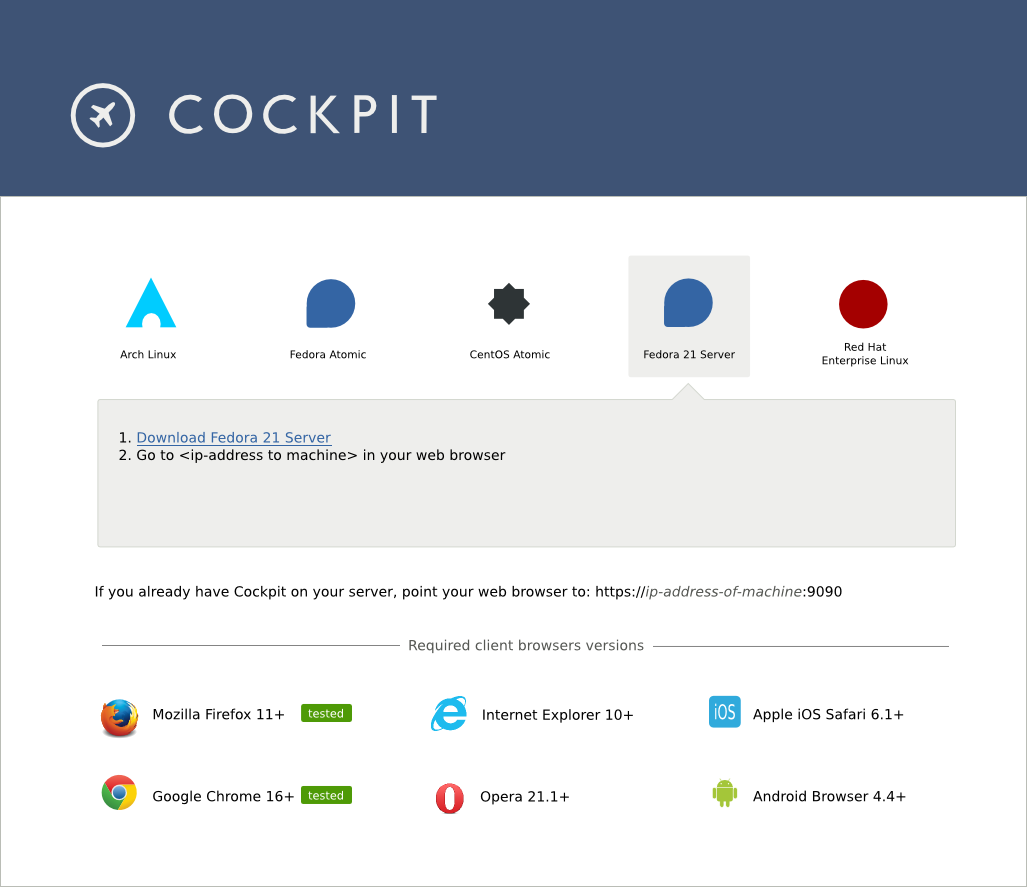 COCKPIT
Arch Linux
Fedora Atomic
CentOS Atomic
Fedora 21 Server
Red Hat
Enterprise Linux
1. Download Fedora 21 Server
2. Go to <ip-address to machine> in your web browser
If you already have Cockpit on your server, point your web browser to: https://ip-address-of-machine:9090
Required client browsers versions
Mozilla Firefox 11+ tested
Internet Explorer 10+
iOS Apple iOS Safari 6.1+
Google Chrome 16+ tested
Opera 21.1+
Android Browser 4.4+